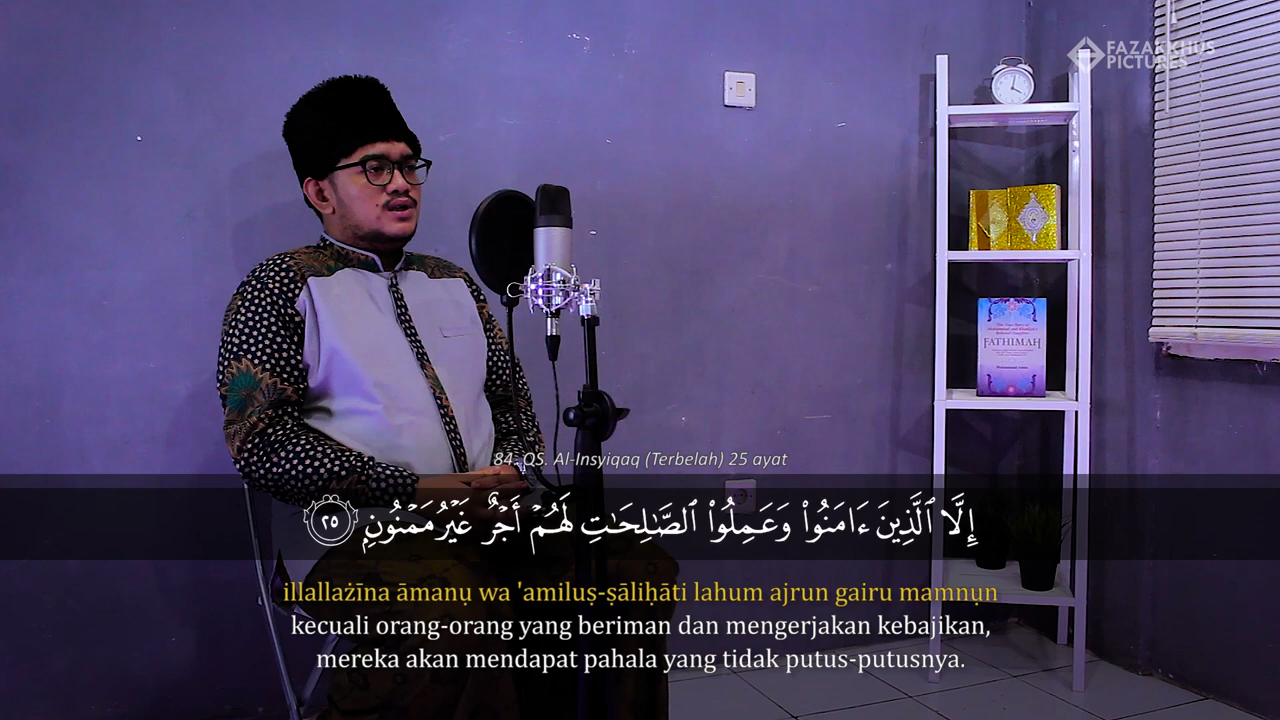 FAZAKKHUS
PICTURES
FATHIMAH
84. QS. Al-Insyiqaq (Terbelah) 25 ayat
إِلَّا ٱلَّذِينَ ءَامَنُوا۟ وَعَمِلُوا۟ ٱلصَّـٰلِحَـٰتِ لَهُمْ أَجْرٌ غَيْرُ مَمْنُونٍۭ ٢٥
illallażīna āmanụ wa 'amiluṣ-ṣāliḥāti lahum ajrun gairu mamnụn
kecuali orang-orang yang beriman dan mengerjakan kebajikan,
mereka akan mendapat pahala yang tidak putus-putusnya.